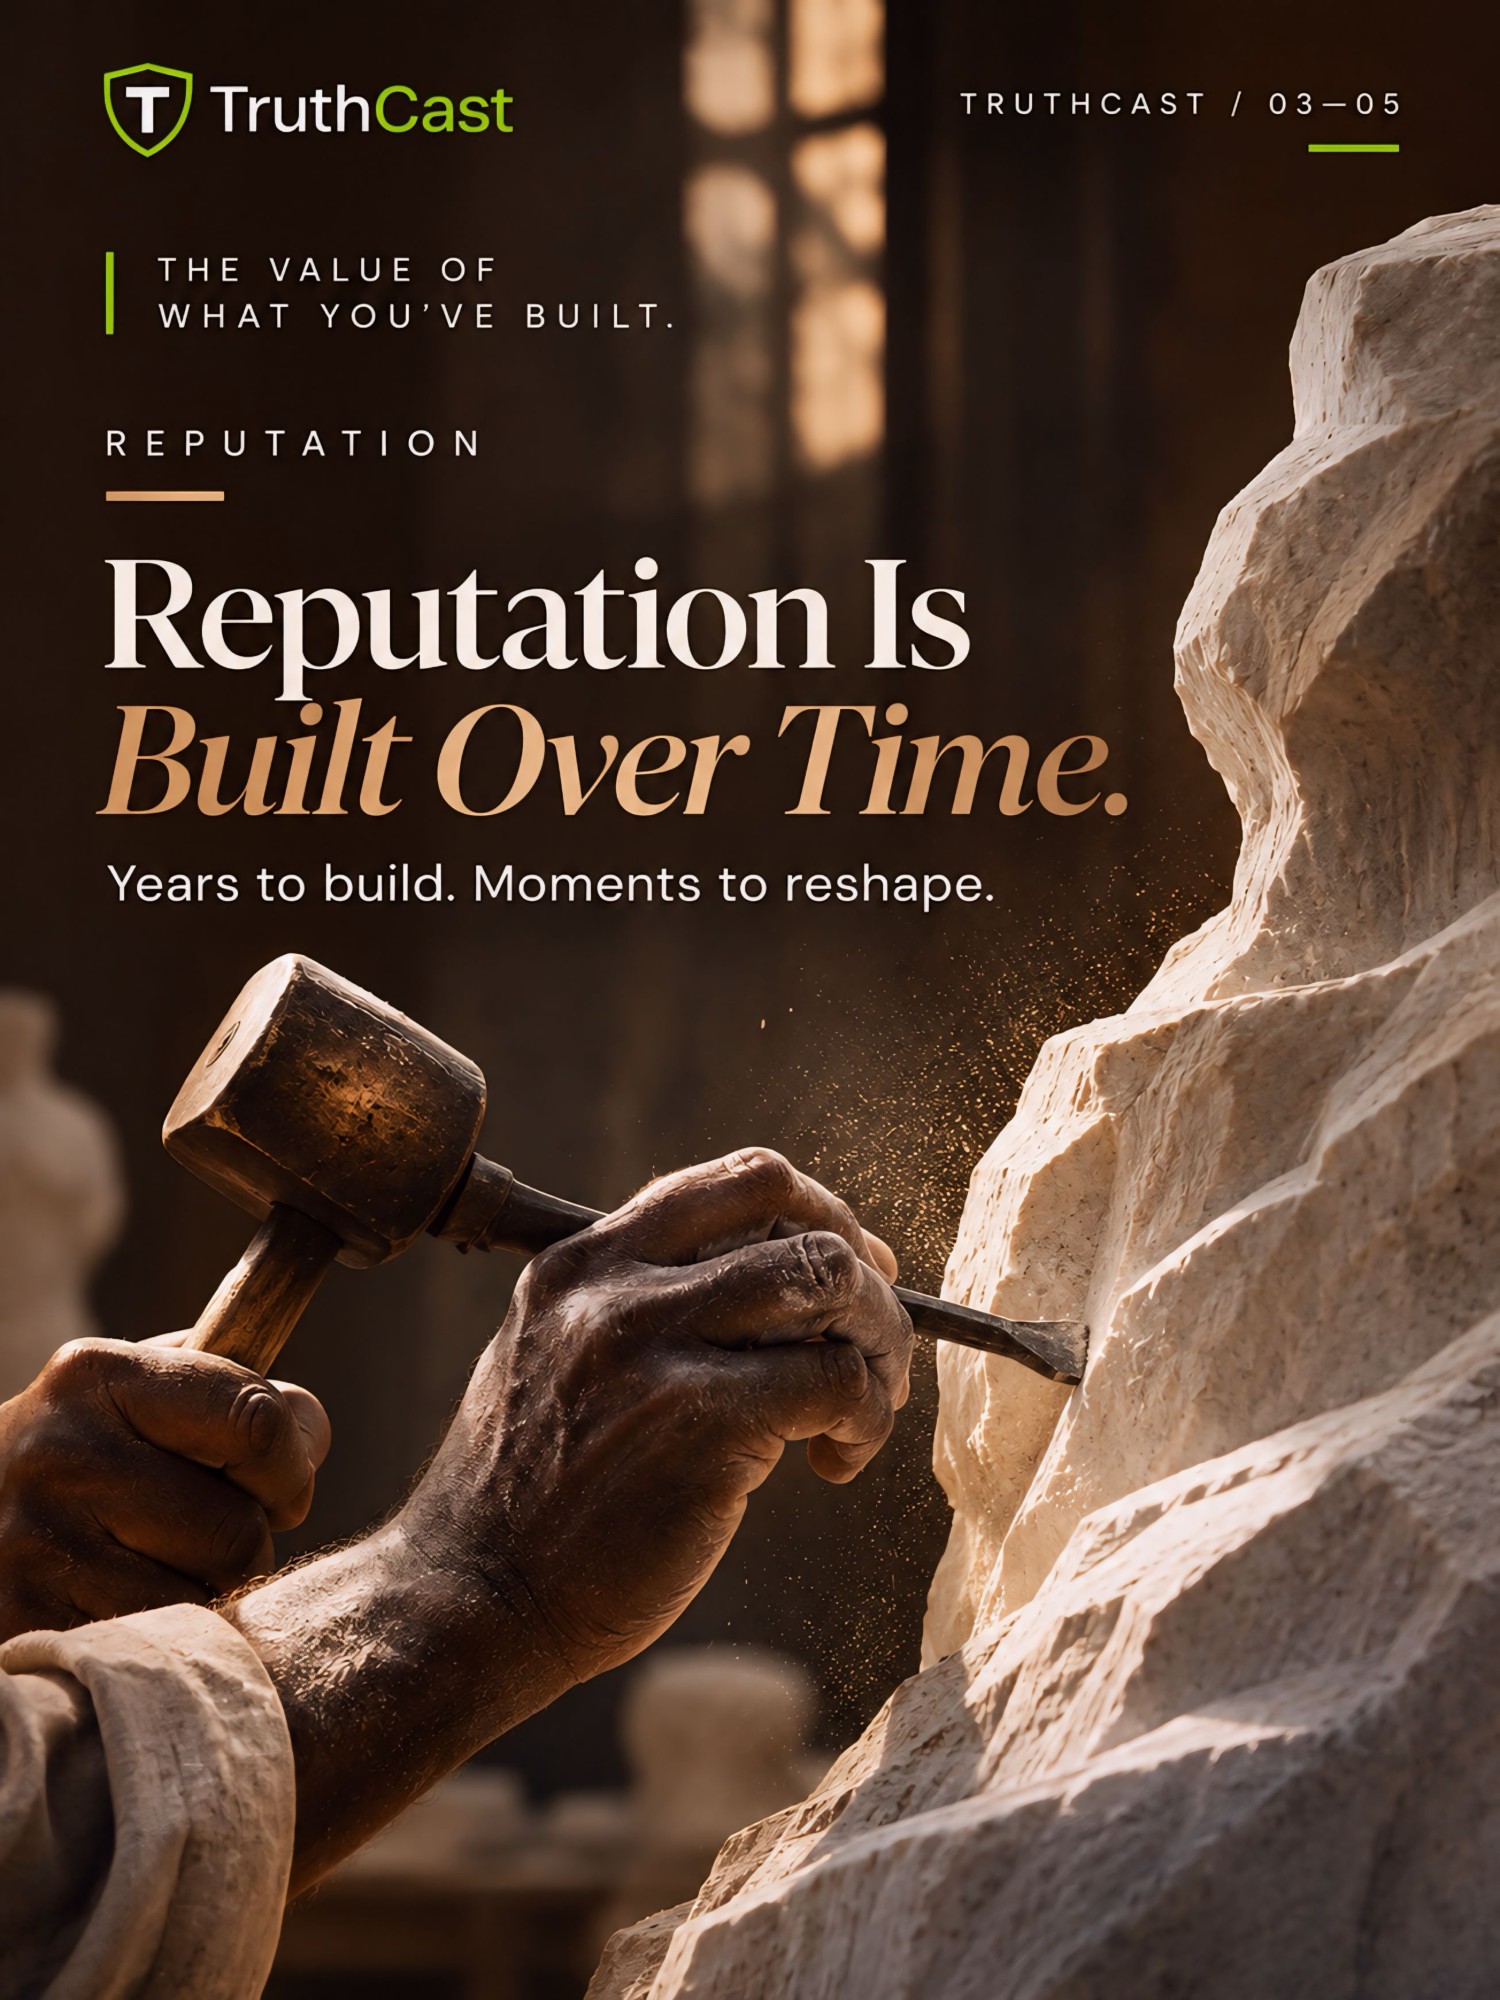 TruthCast
TRUTHCAST / 03—05
THE VALUE OF
WHAT YOU’VE BUILT.
REPUTATION
Reputation Is
Built Over Time.
Years to build. Moments to reshape.